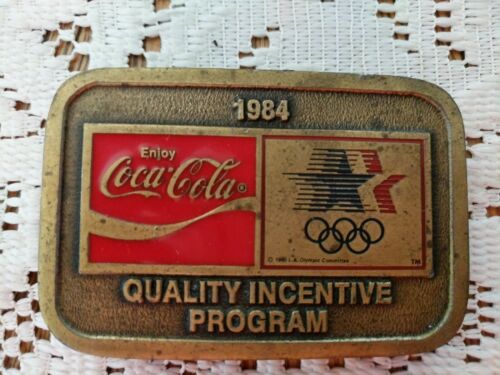 1984
Enjoy
Coca-Cola®
© 1980 L.A. Olympic Committee
TM
QUALITY INCENTIVE
PROGRAM